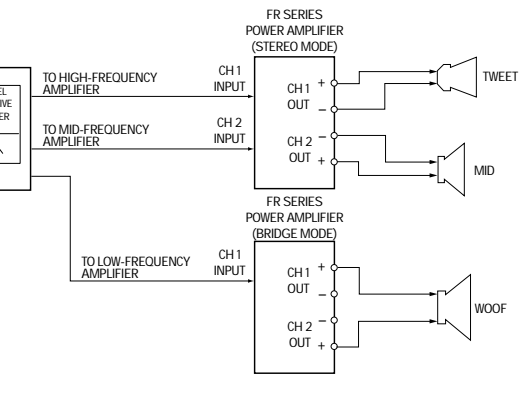 FR SERIES
POWER AMPLIFIER
(STEREO MODE)
TO HIGH-FREQUENCY
AMPLIFIER
CH 1
INPUT
CH 1 +
OUT –
TWEET
TO MID-FREQUENCY
AMPLIFIER
CH 2
INPUT
CH 2 –
OUT +
MID
FR SERIES
POWER AMPLIFIER
(BRIDGE MODE)
TO LOW-FREQUENCY
AMPLIFIER
CH 1
INPUT
CH 1 +
OUT –
CH 2 –
OUT +
WOOF